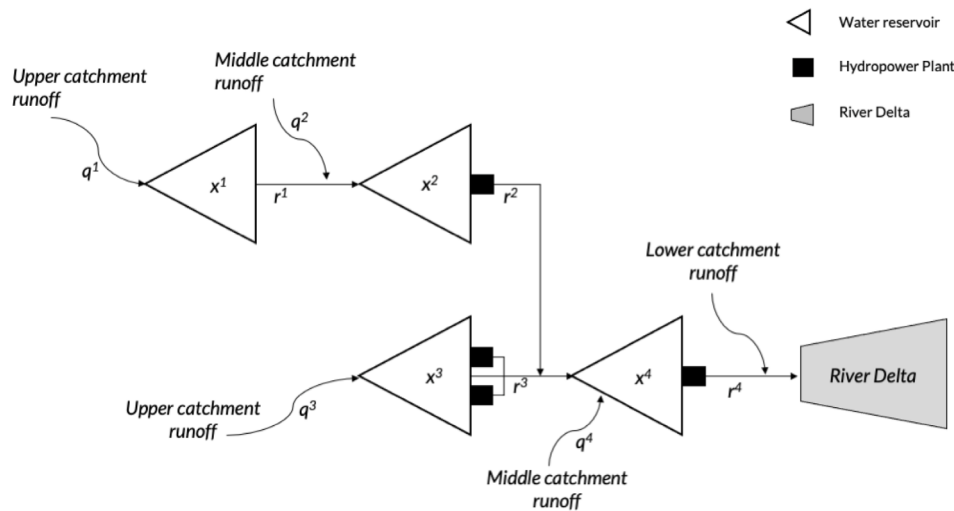 Water reservoir
Hydropower Plant
River Delta
Upper catchment
runoff
Middle catchment
runoff
q¹
q²
x¹
r¹
x²
r²
Lower catchment
runoff
x³
r³
x⁴
r⁴
River Delta
Upper catchment
runoff
q³
q⁴
Middle catchment
runoff